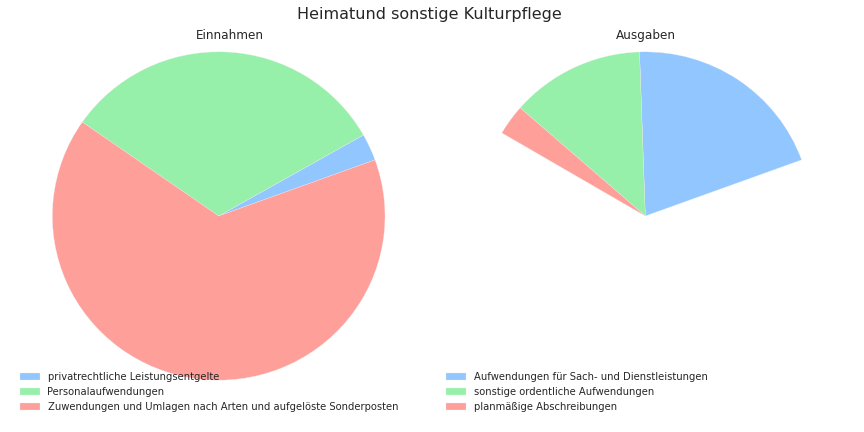 Heimatund sonstige Kulturpflege
Einnahmen
Ausgaben
privatrechtliche Leistungsentgelte
Personalaufwendungen
Zuwendungen und Umlagen nach Arten und aufgelöste Sonderposten
Aufwendungen für Sach- und Dienstleistungen
sonstige ordentliche Aufwendungen
planmäßige Abschreibungen